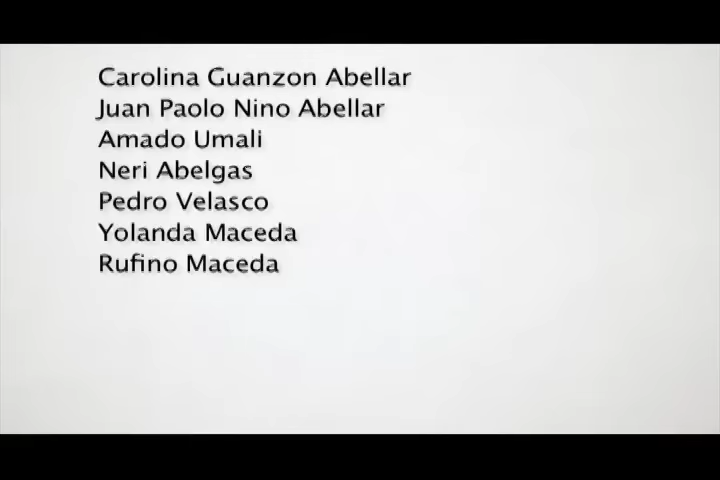 Carolina Guanzon Abellar
Juan Paolo Nino Abellar
Amado Umali
Neri Abelgas
Pedro Velasco
Yolanda Maceda
Rufino Maceda